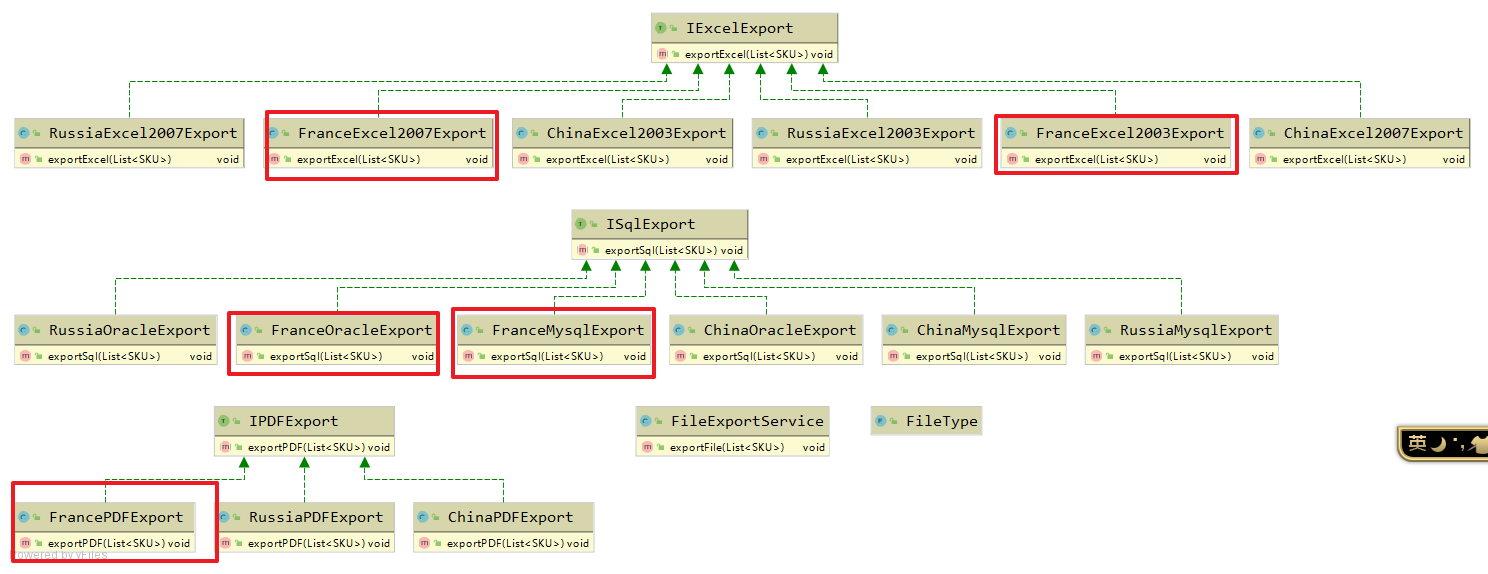 IExcelExport
exportExcel(List<SKU>) void
RussiaExcel2007Export FranceExcel2007Export ChinaExcel2003Export RussiaExcel2003Export FranceExcel2003Export ChinaExcel2007Export
exportExcel(List<SKU>) void exportExcel(List<SKU>) void exportExcel(List<SKU>) void exportExcel(List<SKU>) void exportExcel(List<SKU>) void exportExcel(List<SKU>) void
ISqlExport
exportSql(List<SKU>) void
RussiaOracleExport FranceOracleExport FranceMysqlExport ChinaOracleExport ChinaMysqlExport RussiaMysqlExport
exportSql(List<SKU>) void exportSql(List<SKU>) void exportSql(List<SKU>) void exportSql(List<SKU>) void exportSql(List<SKU>) void exportSql(List<SKU>) void
IPDFExport FileExportService FileType
exportPDF(List<SKU>) void exportFile(List<SKU>) void
英
FrancePDFExport RussiaPDFExport ChinaPDFExport
exportPDF(List<SKU>) void exportPDF(List<SKU>) void exportPDF(List<SKU>) void
Powered by yFiles